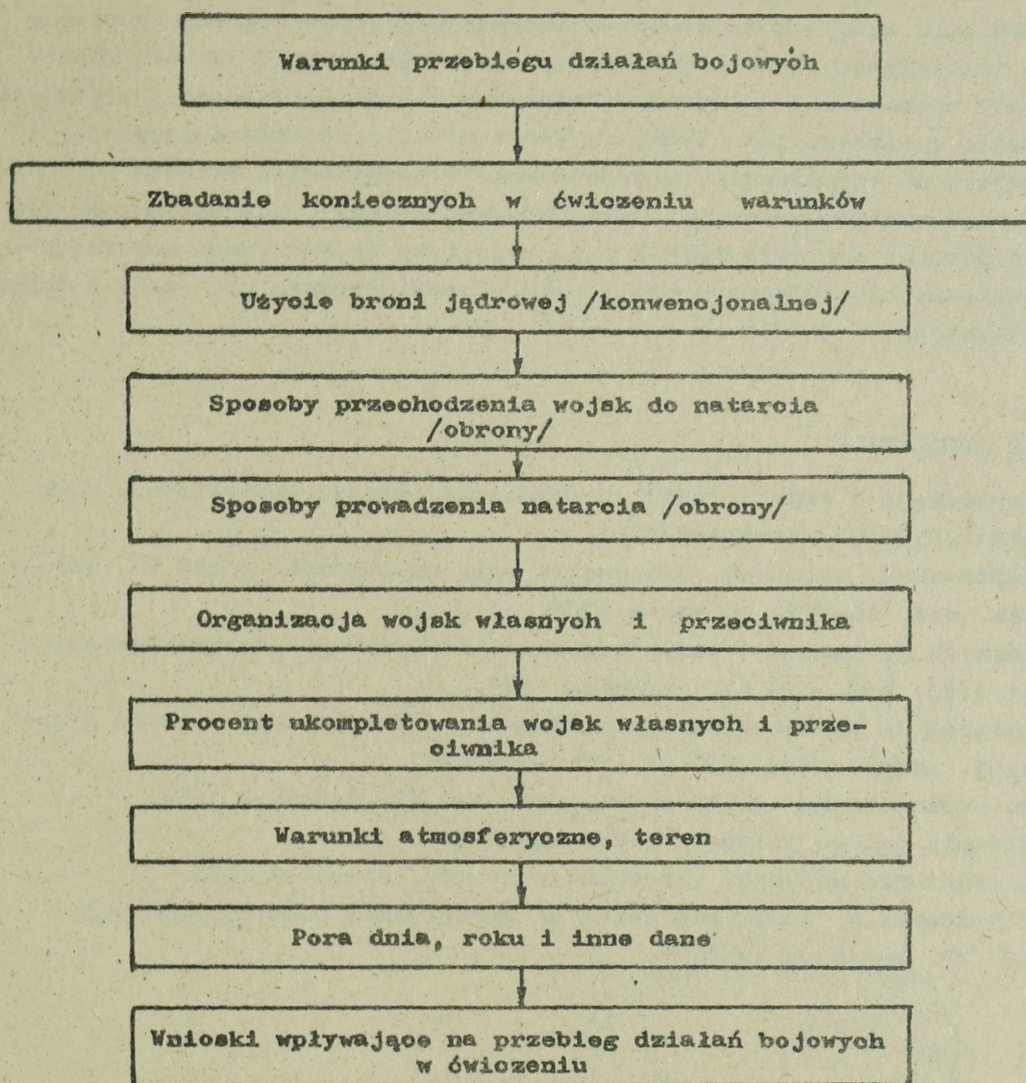 Warunki przebiegu działań bojowych
Zbadanie koniecznych w ćwiczeniu warunków
Użycie broni jądrowej /konwencjonalnej/
Sposoby przechodzenia wojsk do natarcia
/obrony/
Sposoby prowadzenia natarcia /obrony/
Organizacja wojsk własnych i przeciwnika
Procent ukompletowania wojsk własnych i prze-
ciwnika
Warunki atmosferyczne, teren
Pora dnia, roku i inne dane
Wnioski wpływające na przebieg działań bojowych
w ćwiczeniu